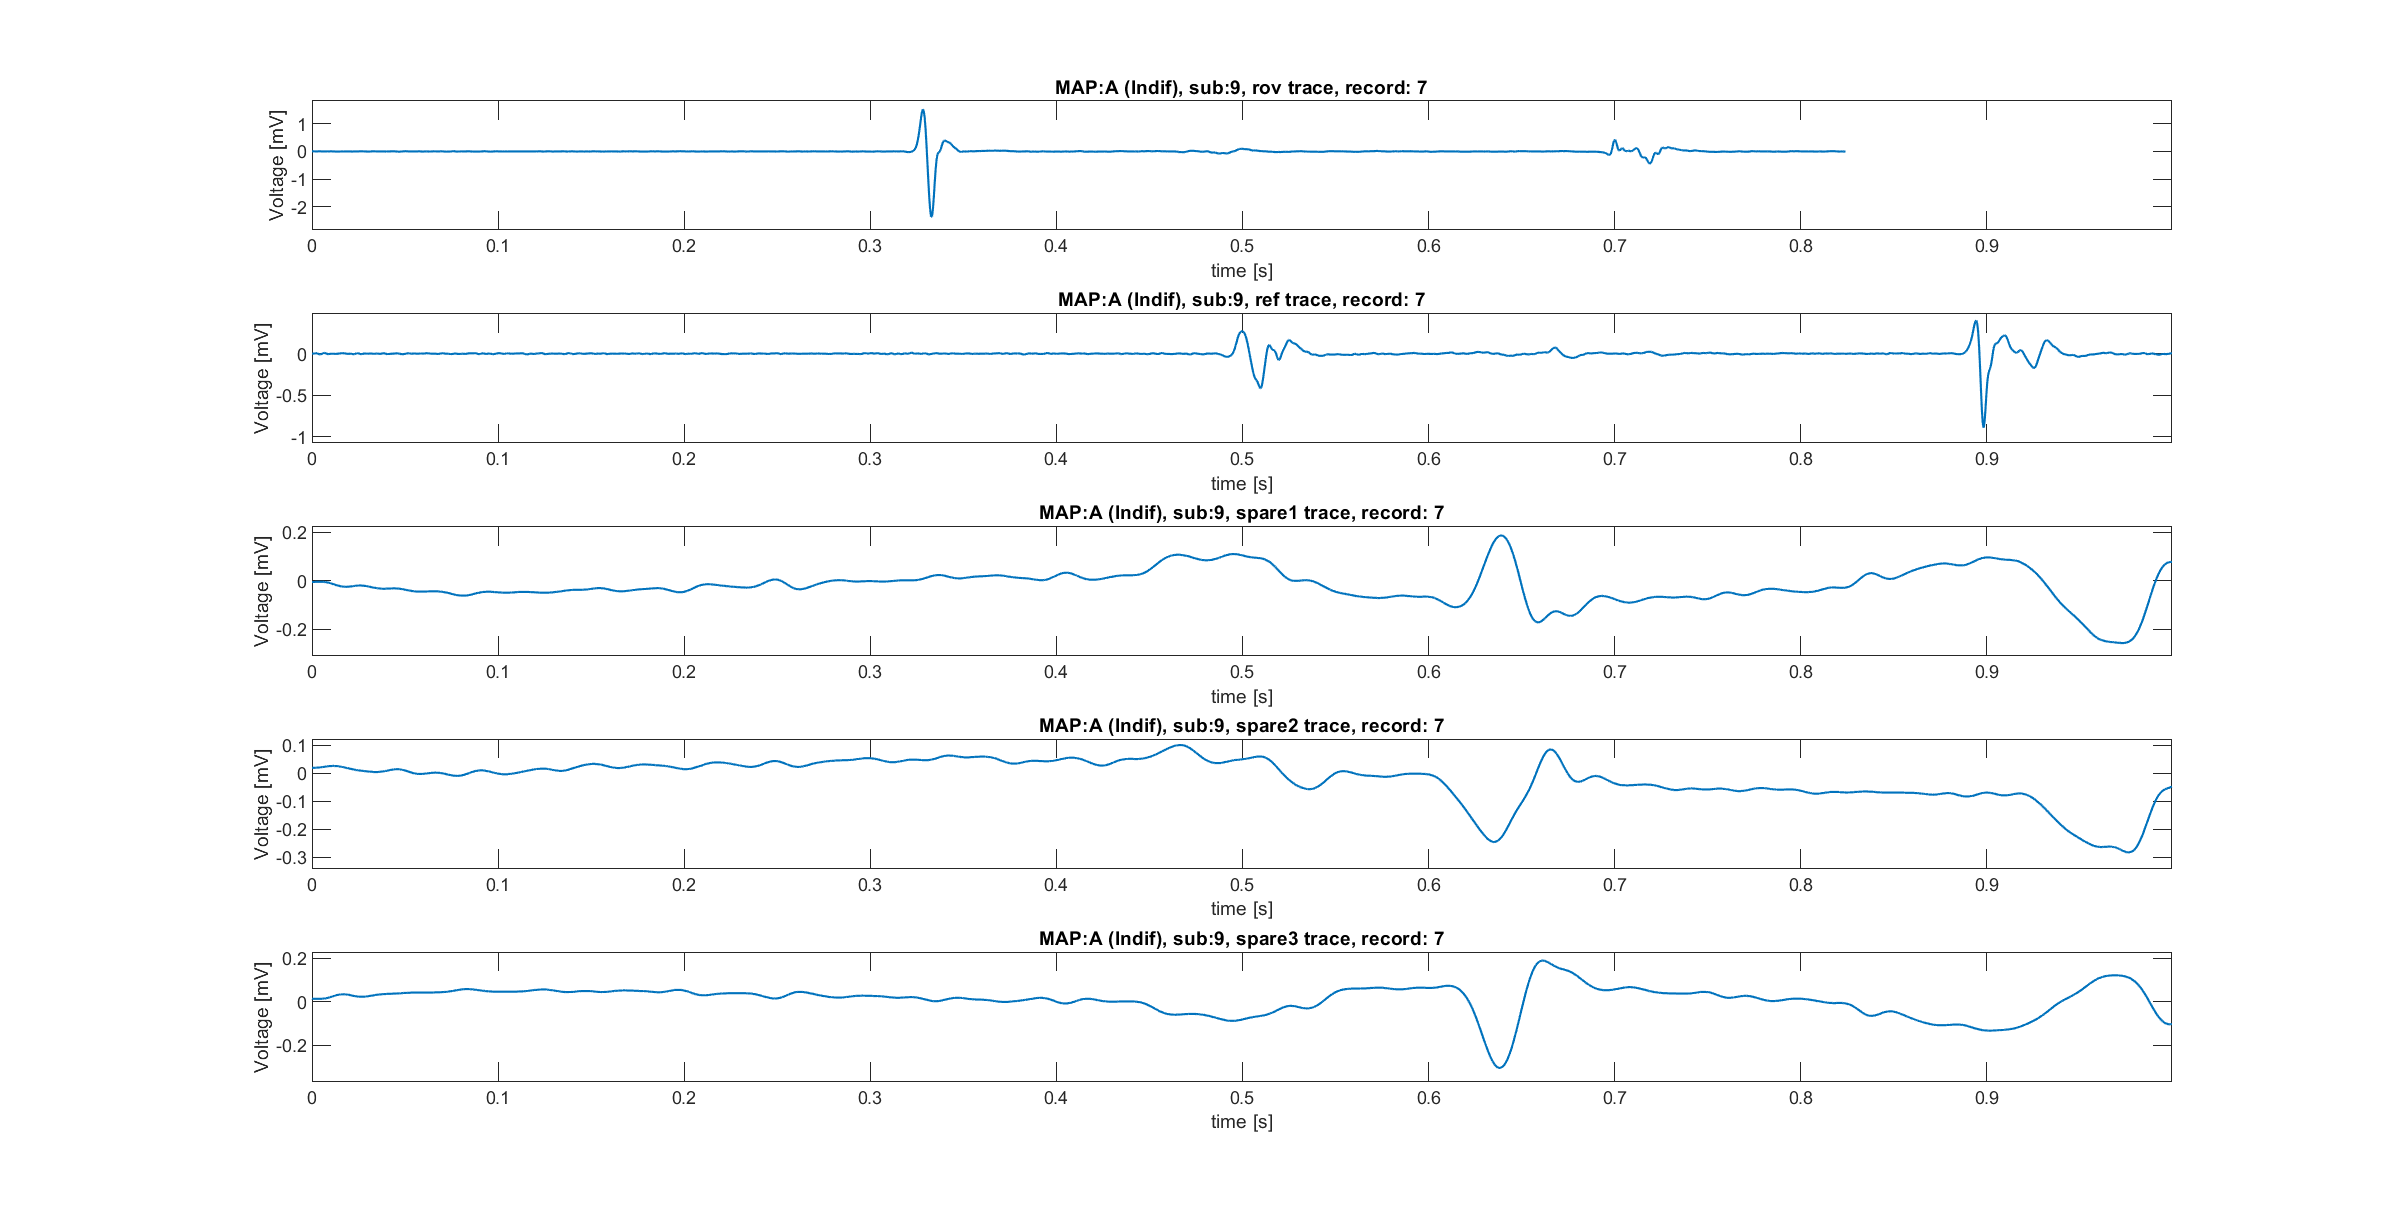 MAP:A (Indif), sub:9, rov trace, record: 7
Voltage [mV]
1
0
-1
-2
0 0.1 0.2 0.3 0.4 0.5 0.6 0.7 0.8 0.9
time [s]
MAP:A (Indif), sub:9, ref trace, record: 7
Voltage [mV]
0
-0.5
-1
0 0.1 0.2 0.3 0.4 0.5 0.6 0.7 0.8 0.9
time [s]
MAP:A (Indif), sub:9, spare1 trace, record: 7
Voltage [mV]
0.2
0
-0.2
0 0.1 0.2 0.3 0.4 0.5 0.6 0.7 0.8 0.9
time [s]
MAP:A (Indif), sub:9, spare2 trace, record: 7
Voltage [mV]
0.1
0
-0.1
-0.2
-0.3
0 0.1 0.2 0.3 0.4 0.5 0.6 0.7 0.8 0.9
time [s]
MAP:A (Indif), sub:9, spare3 trace, record: 7
Voltage [mV]
0.2
0
-0.2
0 0.1 0.2 0.3 0.4 0.5 0.6 0.7 0.8 0.9
time [s]